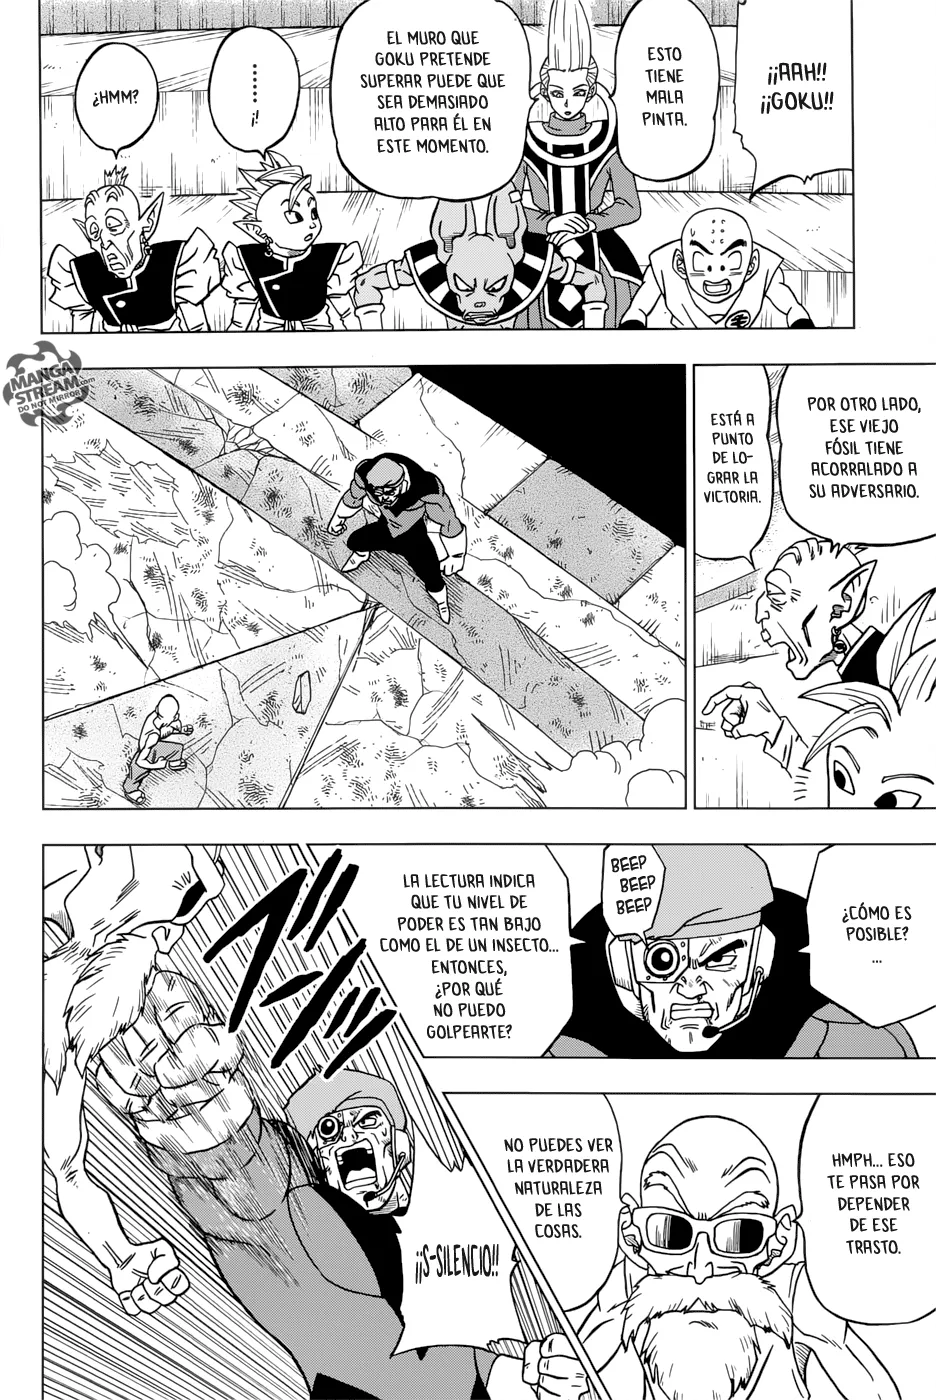 ¡¡AAH!!
¡¡GOKU!!
ESTO
TIENE
MALA
PINTA.
EL MURO QUE
GOKU PRETENDE
SUPERAR PUEDE QUE
SEA DEMASIADO
ALTO PARA ÉL EN
ESTE MOMENTO.
........
¡!
¿HMM?
POR OTRO LADO,
ESE VIEJO
FÓSIL TIENE
ACORRALADO A
SU ADVERSARIO.
ESTÁ A
PUNTO
DE LO-
GRAR LA
VICTORIA.
MANGA
STREAM.com
DO NOT MIRROR
¿CÓMO ES
POSIBLE?
...
BEEP
BEEP
BEEP
LA LECTURA INDICA
QUE TU NIVEL DE
PODER ES TAN BAJO
COMO EL DE UN INSECTO...
ENTONCES,
¿POR QUÉ
NO PUEDO
GOLPEARTE?
HMPH... ESO
TE PASA POR
DEPENDER
DE ESE
TRASTO.
NO PUEDES VER
LA VERDADERA
NATURALEZA
DE LAS
COSAS.
¡¡S-SILENCIO!!